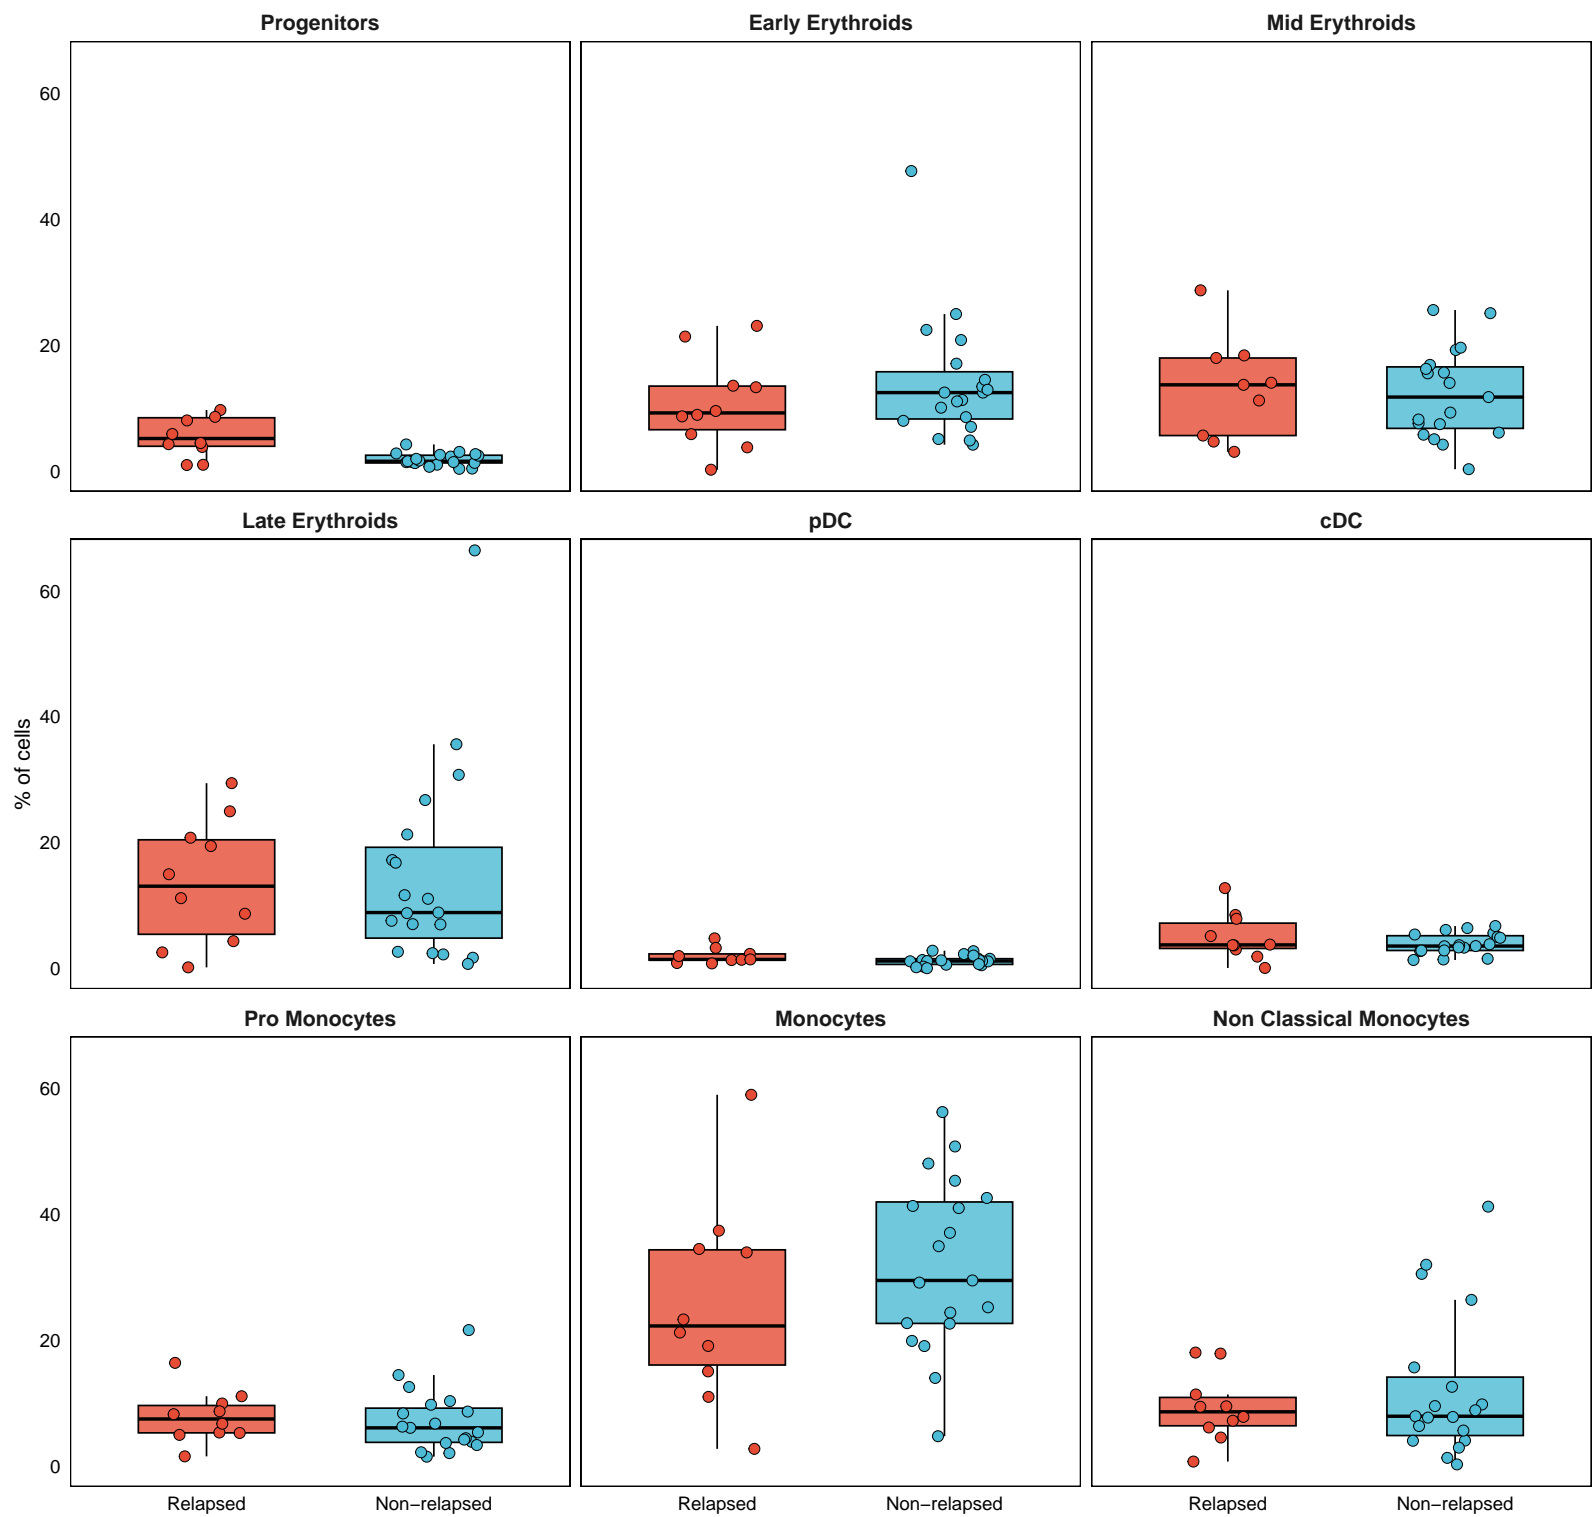 Progenitors
Early Erythroids
Mid Erythroids
60
40
20
0
Late Erythroids
pDC
cDC
% of cells
60
40
20
0
Pro Monocytes
Monocytes
Non Classical Monocytes
60
40
20
0
Relapsed
Non−relapsed
Relapsed
Non−relapsed
Relapsed
Non−relapsed